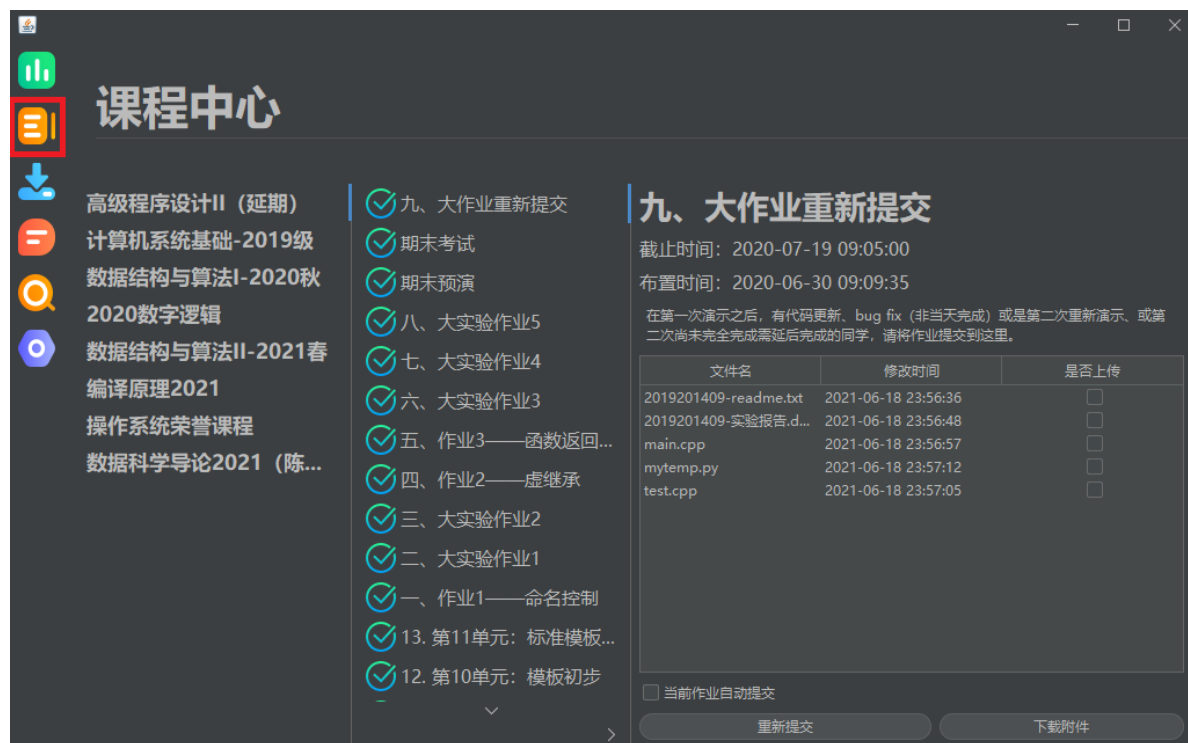 课程中心
高级程序设计II（延期）
计算机系统基础-2019级
数据结构与算法I-2020秋
2020数字逻辑
数据结构与算法II-2021春
编译原理2021
操作系统荣誉课程
数据科学导论2021（陈...
九、大作业重新提交
期末考试
期末预演
八、大实验作业5
七、大实验作业4
六、大实验作业3
五、作业3——函数返回...
四、作业2——虚继承
三、大实验作业2
二、大实验作业1
一、作业1——命名控制
13. 第11单元：标准模板...
12. 第10单元：模板初步
九、大作业重新提交
截止时间：2020-07-19 09:05:00
布置时间：2020-06-30 09:09:35
在第一次演示之后，有代码更新、bug fix（非当天完成）或是第二次重新演示、或第
二次尚未完全完成需延后完成的同学，请将作业提交到这里。
文件名 修改时间 是否上传
2019201409-readme.txt 2021-06-18 23:56:36
2019201409-实验报告.d... 2021-06-18 23:56:48
main.cpp 2021-06-18 23:56:57
mytemp.py 2021-06-18 23:57:12
test.cpp 2021-06-18 23:57:05
当前作业自动提交
重新提交 下载附件